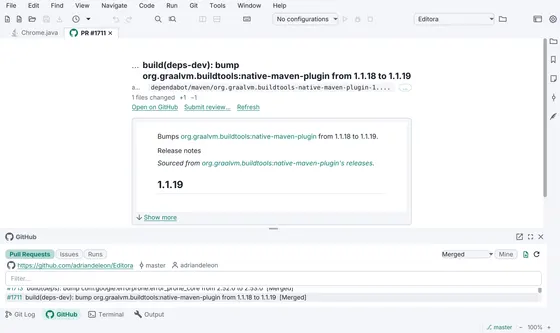 File Edit View Navigate Code Run Git Tools Window Help
No configurations
Editora
Chrome.java
PR #1711
... build(deps-dev): bump
org.graalvm.buildtools:native-maven-plugin from 1.1.18 to 1.1.19
a... dependabot/maven/org.graalvm.buildtools-native-maven-plugin-1....
1 files changed +1 −1
Open on GitHub Submit review... Refresh
Bumps org.graalvm.buildtools:native-maven-plugin from 1.1.18 to 1.1.19.
Release notes
Sourced from org.graalvm.buildtools:native-maven-plugin's releases.
1.1.19
Show more
GitHub
Pull Requests Issues Runs Merged Mine
https://github.com/adriandeleon/Editora master adriandeleon
Filter...
#1711 build(deps-dev): bump org.graalvm.buildtools:native-maven-plugin from 1.1.18 to 1.1.19 [Merged]
Git Log GitHub Terminal Output
master - 100% +